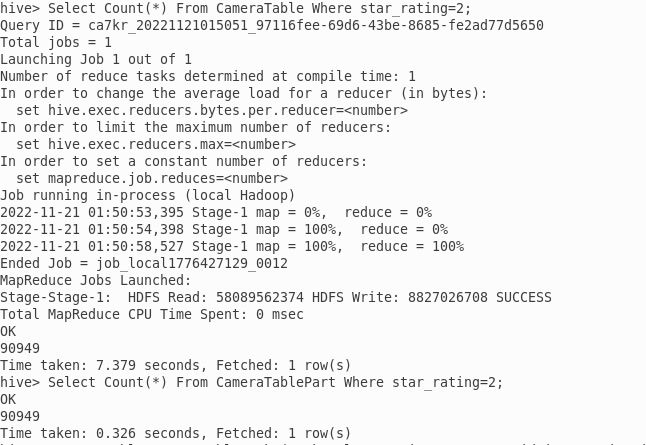 hive> Select Count(*) From CameraTable Where star_rating=2;
Query ID = ca7kr_20221121015051_97116fee-69d6-43be-8685-fe2ad77d5650
Total jobs = 1
Launching Job 1 out of 1
Number of reduce tasks determined at compile time: 1
In order to change the average load for a reducer (in bytes):
  set hive.exec.reducers.bytes.per.reducer=<number>
In order to limit the maximum number of reducers:
  set hive.exec.reducers.max=<number>
In order to set a constant number of reducers:
  set mapreduce.job.reduces=<number>
Job running in-process (local Hadoop)
2022-11-21 01:50:53,395 Stage-1 map = 0%,  reduce = 0%
2022-11-21 01:50:54,398 Stage-1 map = 100%,  reduce = 0%
2022-11-21 01:50:58,527 Stage-1 map = 100%,  reduce = 100%
Ended Job = job_local1776427129_0012
MapReduce Jobs Launched:
Stage-Stage-1:  HDFS Read: 58089562374 HDFS Write: 8827026708 SUCCESS
Total MapReduce CPU Time Spent: 0 msec
OK
90949
Time taken: 7.379 seconds, Fetched: 1 row(s)
hive> Select Count(*) From CameraTablePart Where star_rating=2;
OK
90949
Time taken: 0.326 seconds, Fetched: 1 row(s)